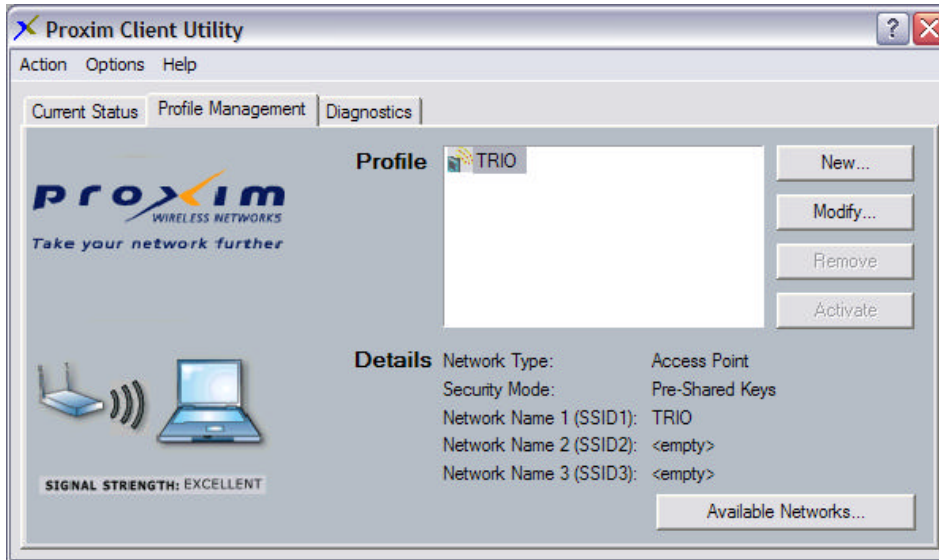 Proxim Client Utility
Action Options Help
Current Status Profile Management Diagnostics
proxim
WIRELESS NETWORKS
Take your network further
Profile
TRIO
New...
Modify...
Remove
Activate
Details
Network Type: Access Point
Security Mode: Pre-Shared Keys
Network Name 1 (SSID1): TRIO
Network Name 2 (SSID2): <empty>
Network Name 3 (SSID3): <empty>
SIGNAL STRENGTH: EXCELLENT
Available Networks...